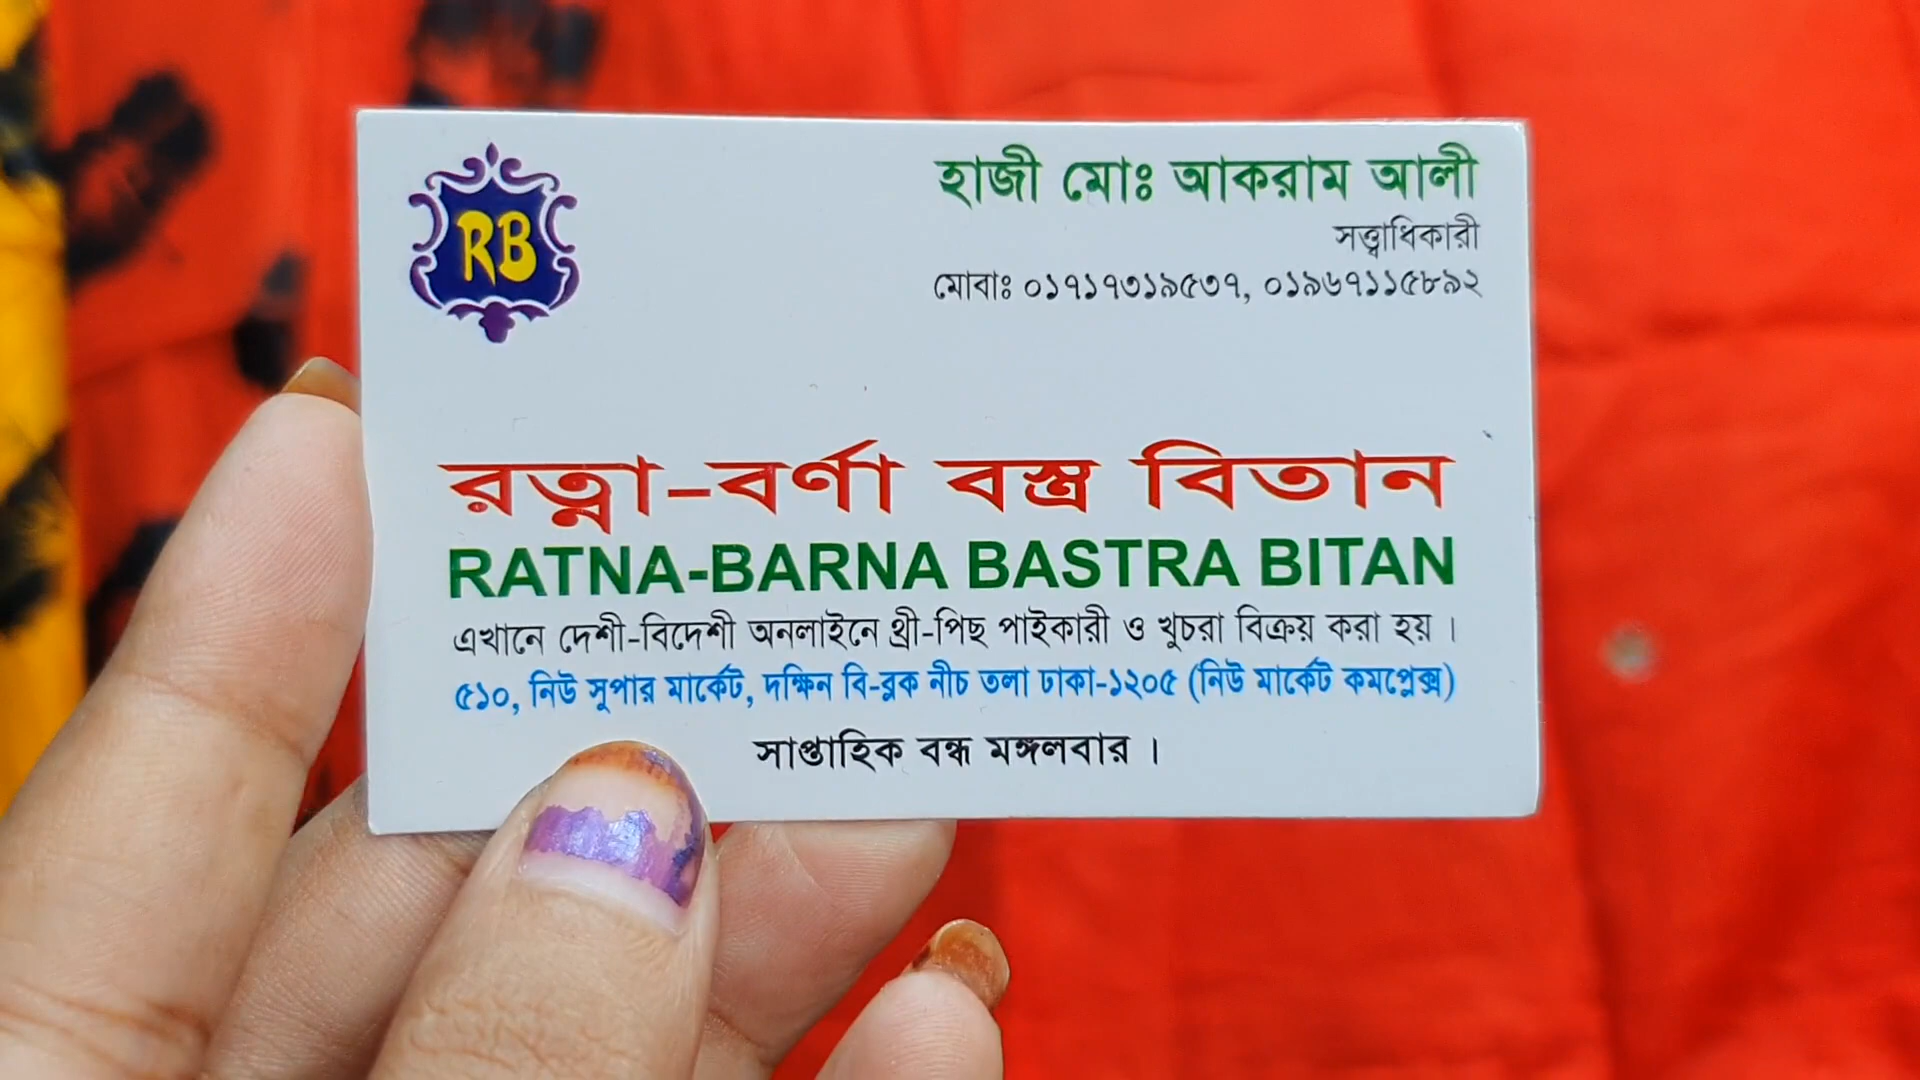 RB
হাজী মোঃ আকরাম আলী
সত্ত্বাধিকারী
মোবাঃ ০১৭১৭৩১৯৫৩৭, ০১৯৬৭১১৫৮৯২
রত্না-বর্ণা বস্ত্র বিতান
RATNA-BARNA BASTRA BITAN
এখানে দেশী-বিদেশী অনলাইনে থ্রী-পিছ পাইকারী ও খুচরা বিক্রয় করা হয়।
৫১০, নিউ সুপার মার্কেট, দক্ষিন বি-ব্লক নীচ তলা ঢাকা-১২০৫ (নিউ মার্কেট কমপ্লেক্স)
সাপ্তাহিক বন্ধ মঙ্গলবার।